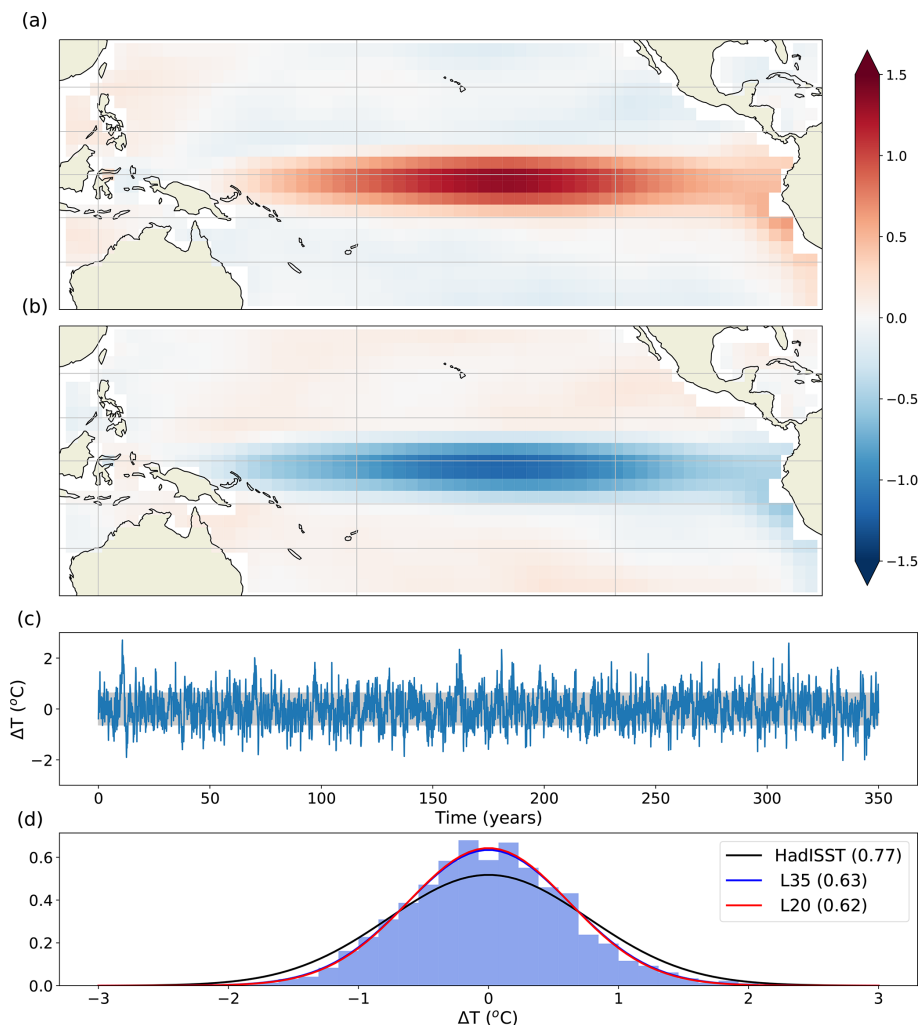 (a)
1.5
1.0
0.5
0.0
−0.5
−1.0
−1.5
(b)
(c)
2
0
−2
ΔT (°C)
0 50 100 150 200 250 300 350
Time (years)
(d)
0.6
0.4
0.2
0.0
HadISST (0.77)
L35 (0.63)
L20 (0.62)
−3 −2 −1 0 1 2 3
ΔT (°C)